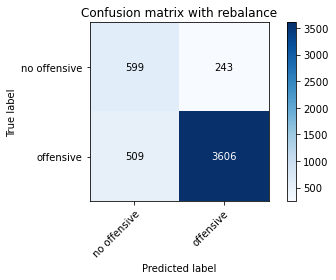 Confusion matrix with rebalance
True label
no offensive
offensive
599
243
509
3606
no offensive
offensive
Predicted label
3500
3000
2500
2000
1500
1000
500